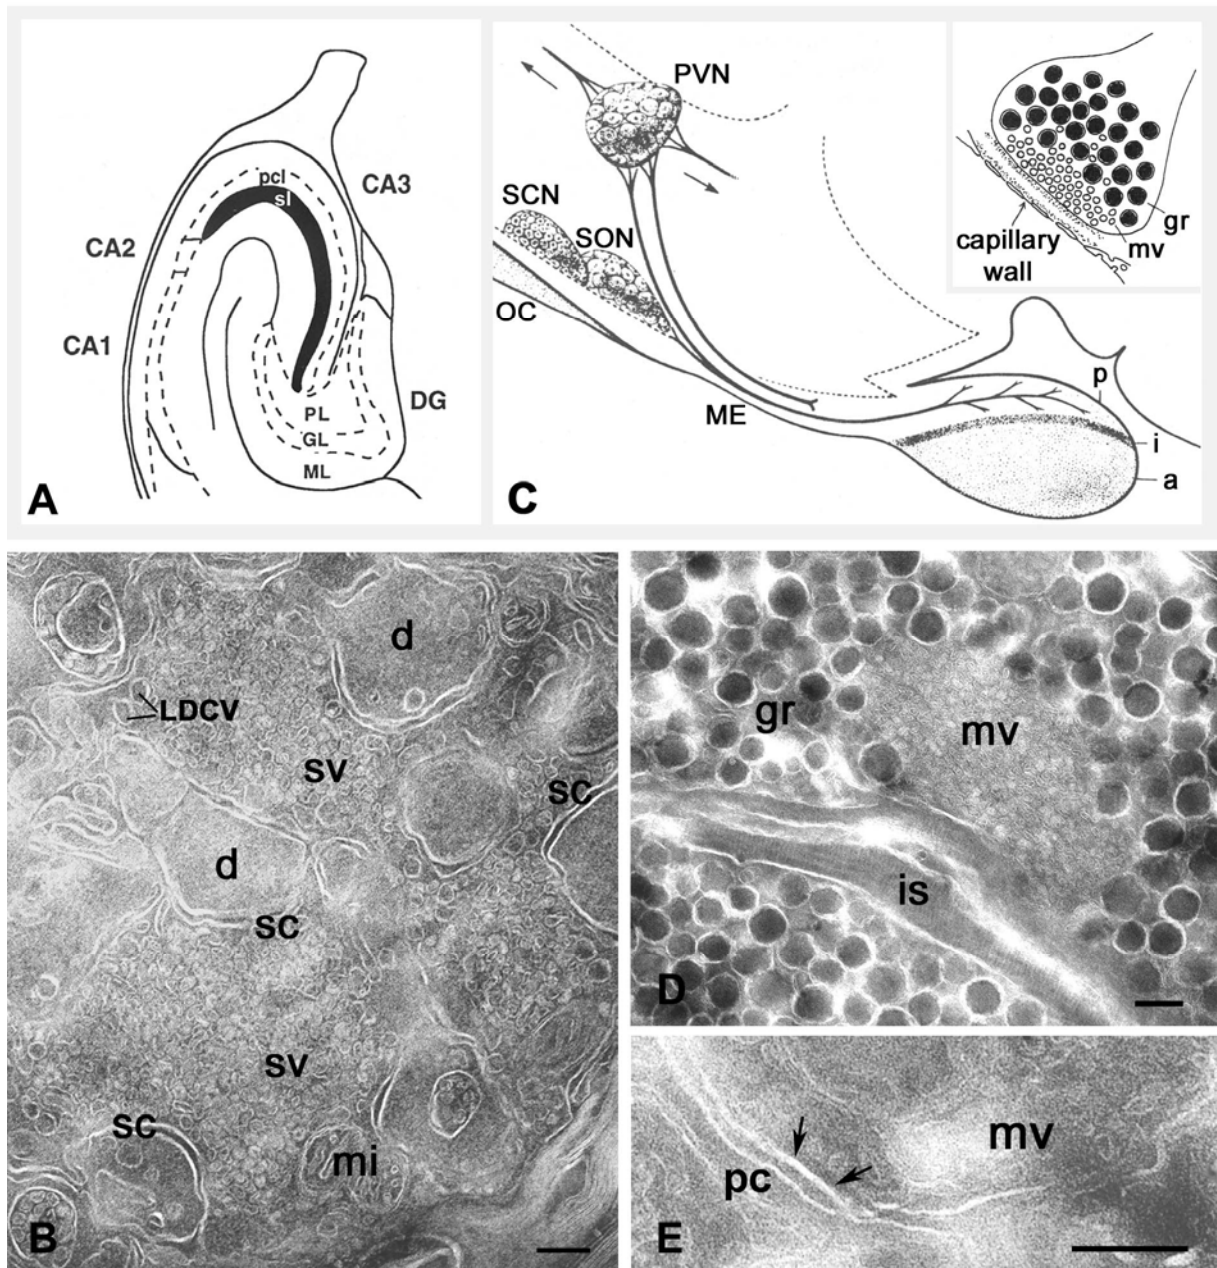 CA3
pcl
sl
CA2
CA1
PL
DG
GL
ML
A
PVN
SCN
SON
OC
ME
p
i
a
C
capillary
wall
gr
mv
d
LDCV
sv
sc
d
sc
sv
sc
mi
B
gr
mv
is
D
mv
pc
E